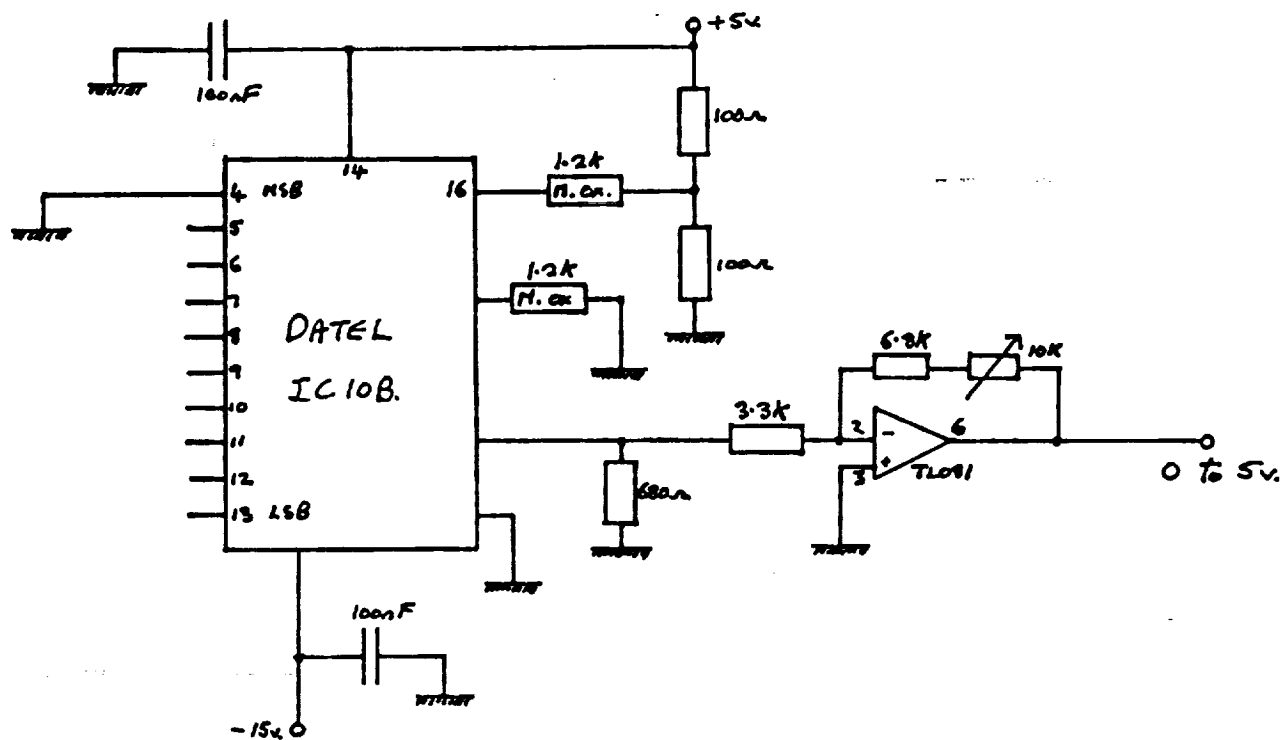 +5v.
100nF
100Ω
14
1.2K
4 MSB
16
M.ox.
5
6
100Ω
1.2K
7
M.ox
8
DATEL
9
6.8K
10K
IC10B.
10
3.3K
11
2
-
6
12
680Ω
3
+
TL081
0 to 5v.
13 LSB
100nF
-15v.